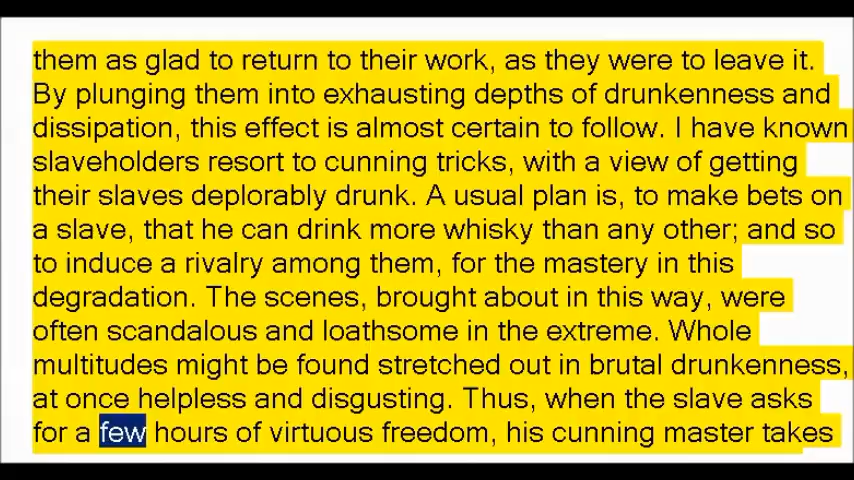 them as glad to return to their work, as they were to leave it.
By plunging them into exhausting depths of drunkenness and
dissipation, this effect is almost certain to follow. I have known
slaveholders resort to cunning tricks, with a view of getting
their slaves deplorably drunk. A usual plan is, to make bets on
a slave, that he can drink more whisky than any other; and so
to induce a rivalry among them, for the mastery in this
degradation. The scenes, brought about in this way, were
often scandalous and loathsome in the extreme. Whole
multitudes might be found stretched out in brutal drunkenness,
at once helpless and disgusting. Thus, when the slave asks
for a few hours of virtuous freedom, his cunning master takes